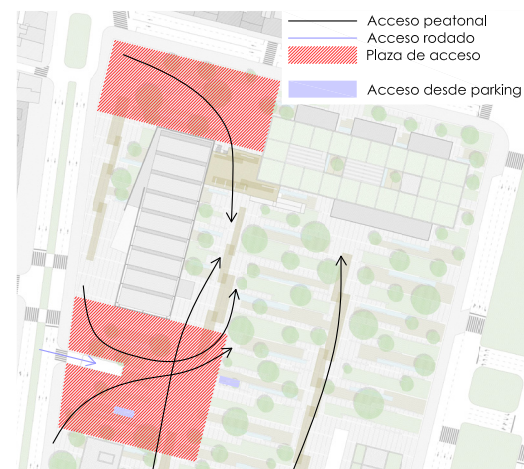 Acceso peatonal
Acceso rodado
Plaza de acceso
Acceso desde parking